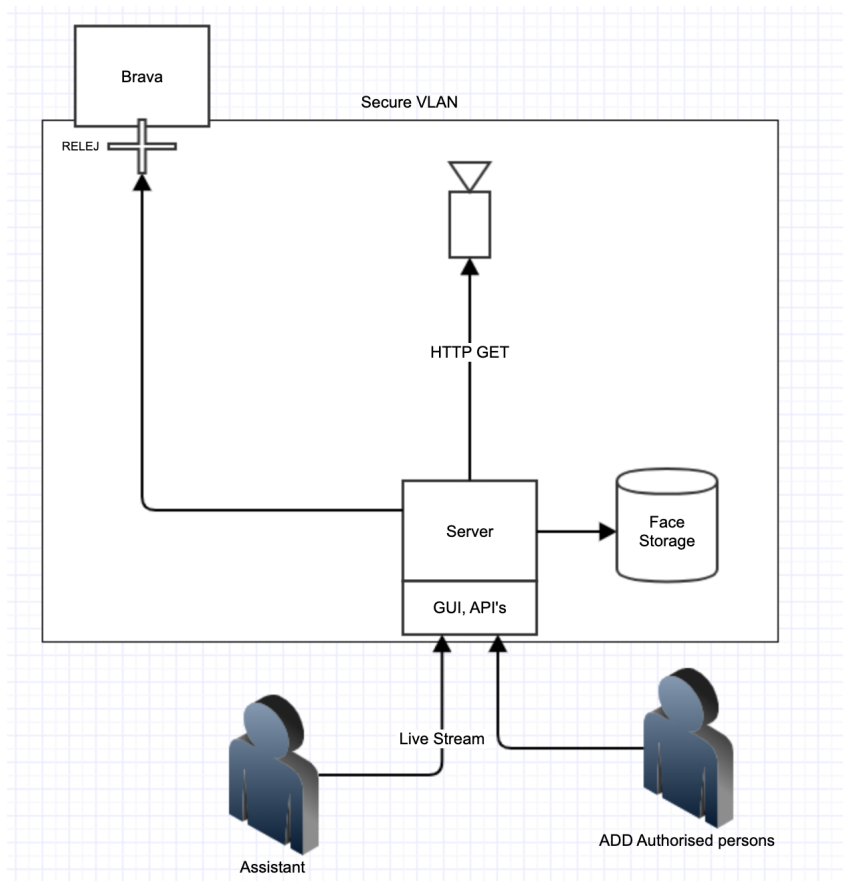 Brava
Secure VLAN
RELEJ
HTTP GET
Server
Face
Storage
GUI, API's
Live Stream
ADD Authorised persons
Assistant